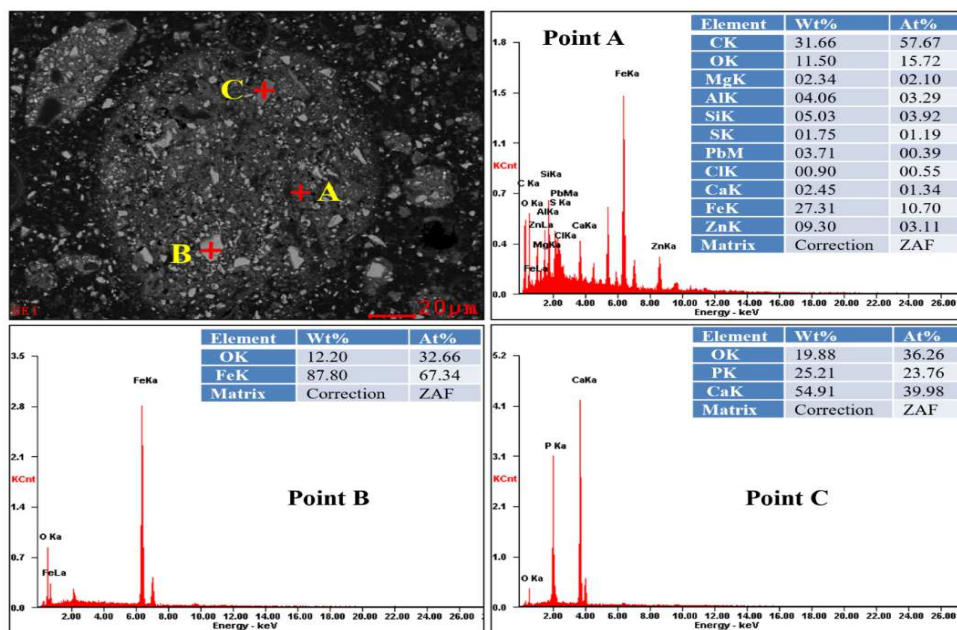 C
A
B
20μm
Point A
Element Wt% At%
CK 31.66 57.67
OK 11.50 15.72
MgK 02.34 02.10
AlK 04.06 03.29
SiK 05.03 03.92
SK 01.75 01.19
PbM 03.71 00.39
ClK 00.90 00.55
CaK 02.45 01.34
FeK 27.31 10.70
ZnK 09.30 03.11
Matrix Correction ZAF
1.8
1.5
1.1
0.7
0.4
0.0
KCnt
FeKa
SiKa
C Ka
PbMa
O Ka
S Ka
AlKa
ZnLa
CaKa
ClKa
MgKa
ZnKa
FeLa
2.00 4.00 6.00 8.00 10.00 12.00 14.00 16.00 18.00 20.00 22.00 24.00 26.00
Energy - keV
Element Wt% At%
OK 12.20 32.66
FeK 87.80 67.34
Matrix Correction ZAF
3.5
2.8
2.1
1.4
0.7
0.0
KCnt
FeKa
O Ka
FeLa
Point B
2.00 4.00 6.00 8.00 10.00 12.00 14.00 16.00 18.00 20.00 22.00 24.00 26.00
Energy - keV
Element Wt% At%
OK 19.88 36.26
PK 25.21 23.76
CaK 54.91 39.98
Matrix Correction ZAF
5.2
4.1
3.1
2.1
1.0
0.0
KCnt
CaKa
P Ka
O Ka
Point C
2.00 4.00 6.00 8.00 10.00 12.00 14.00 16.00 18.00 20.00 22.00 24.00 26.00
Energy - keV